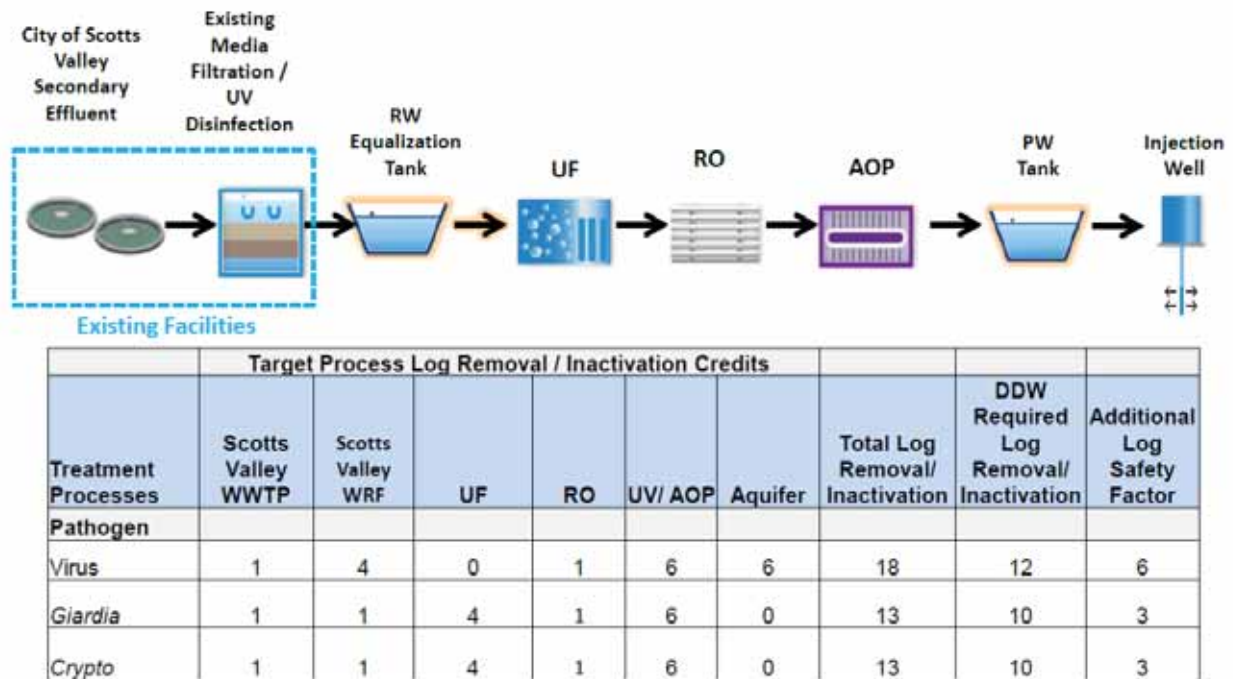 City of Scotts
Valley
Secondary
Effluent
Existing
Media
Filtration /
UV
Disinfection
RW
Equalization
Tank
UF
RO
AOP
PW
Tank
Injection
Well
Existing Facilities
Target Process Log Removal / Inactivation Credits
Treatment
Processes
Scotts
Valley
WWTP
Scotts
Valley
WRF
UF
RO
UV/ AOP
Aquifer
Total Log
Removal/
Inactivation
DDW
Required
Log
Removal/
Inactivation
Additional
Log
Safety
Factor
Pathogen
Virus 1 4 0 1 6 6 18 12 6
Giardia 1 1 4 1 6 0 13 10 3
Crypto 1 1 4 1 6 0 13 10 3